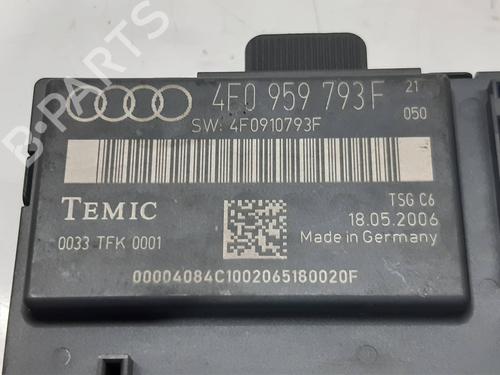 B-PARTS
4F0 959 793F
21
050
SW: 4F0910793F
TEMIC
TSG C6
18.05.2006
0033 TFK 0001
Made in Germany
00004084C1002065180020F